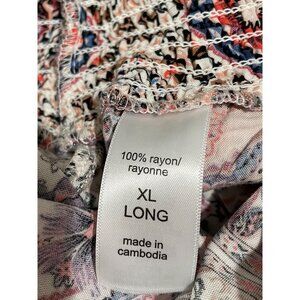 100% rayon/
rayonne
XL
LONG
made in
cambodia